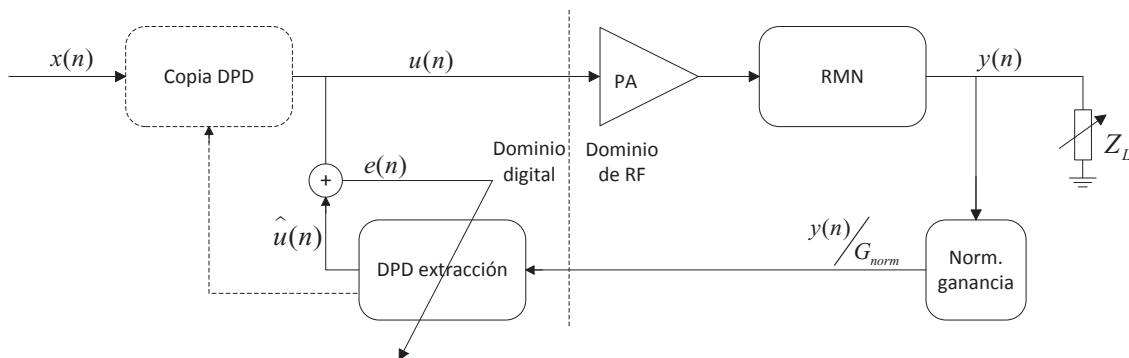 x(n)
Copia DPD
u(n)
PA
RMN
y(n)
Z_L
+
e(n)
Dominio
digital
Dominio
de RF
û(n)
DPD extracción
y(n)/G_norm
Norm.
ganancia